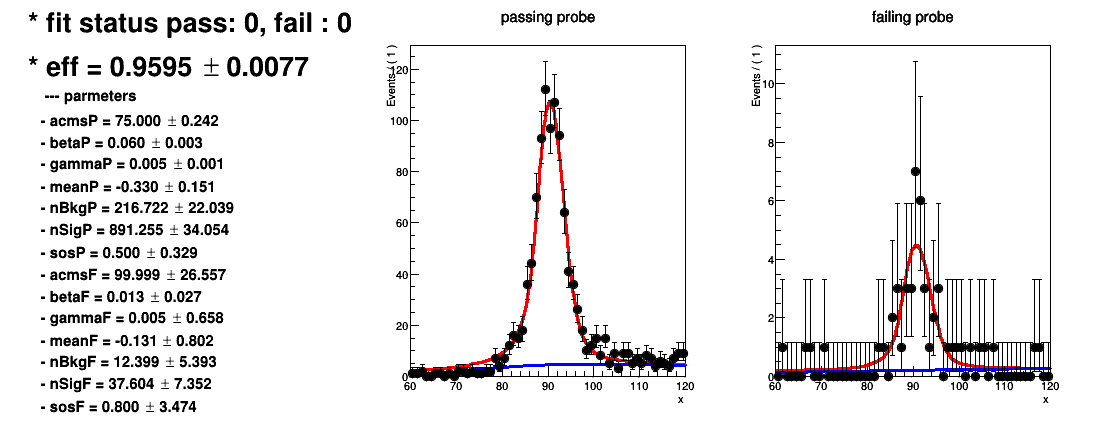 * fit status pass: 0, fail : 0
* eff = 0.9595 ± 0.0077
--- parmeters
- acmsP = 75.000 ± 0.242
- betaP = 0.060 ± 0.003
- gammaP = 0.005 ± 0.001
- meanP = -0.330 ± 0.151
- nBkgP = 216.722 ± 22.039
- nSigP = 891.255 ± 34.054
- sosP = 0.500 ± 0.329
- acmsF = 99.999 ± 26.557
- betaF = 0.013 ± 0.027
- gammaF = 0.005 ± 0.658
- meanF = -0.131 ± 0.802
- nBkgF = 12.399 ± 5.393
- nSigF = 37.604 ± 7.352
- sosF = 0.800 ± 3.474
passing probe
Events / ( 1 )
120
100
80
60
40
20
0
60 70 80 90 100 110 120
x
failing probe
Events / ( 1 )
10
8
6
4
2
0
60 70 80 90 100 110 120
x